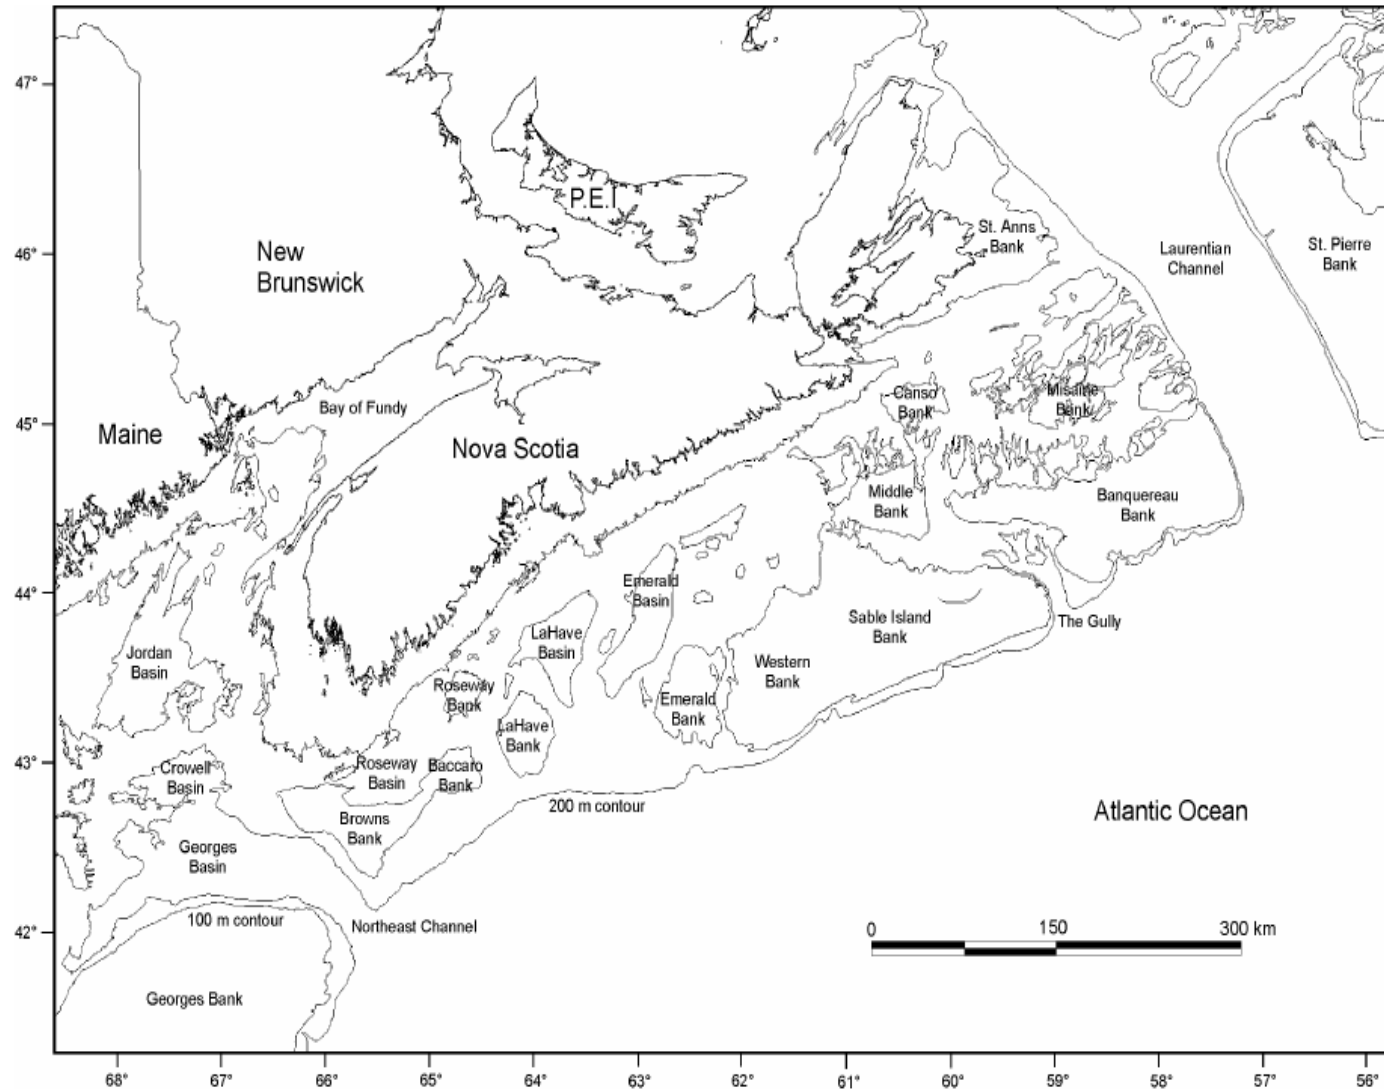 47°
P.E.I
46°
New
Brunswick
St. Anns
Bank
Laurentian
Channel
St. Pierre
Bank
45°
Maine
Bay of Fundy
Nova Scotia
Canso
Bank
Misaine
Bank
Middle
Bank
Banquereau
Bank
44°
Emerald
Basin
LaHave
Basin
Sable Island
Bank
The Gully
Jordan
Basin
Western
Bank
Roseway
Bank
Emerald
Bank
LaHave
Bank
43°
Crowell
Basin
Roseway
Basin
Baccaro
Bank
200 m contour
Browns
Bank
Atlantic Ocean
Georges
Basin
42°
100 m contour
Northeast Channel
0 150 300 km
Georges Bank
68° 67° 66° 65° 64° 63° 62° 61° 60° 59° 58° 57° 56°